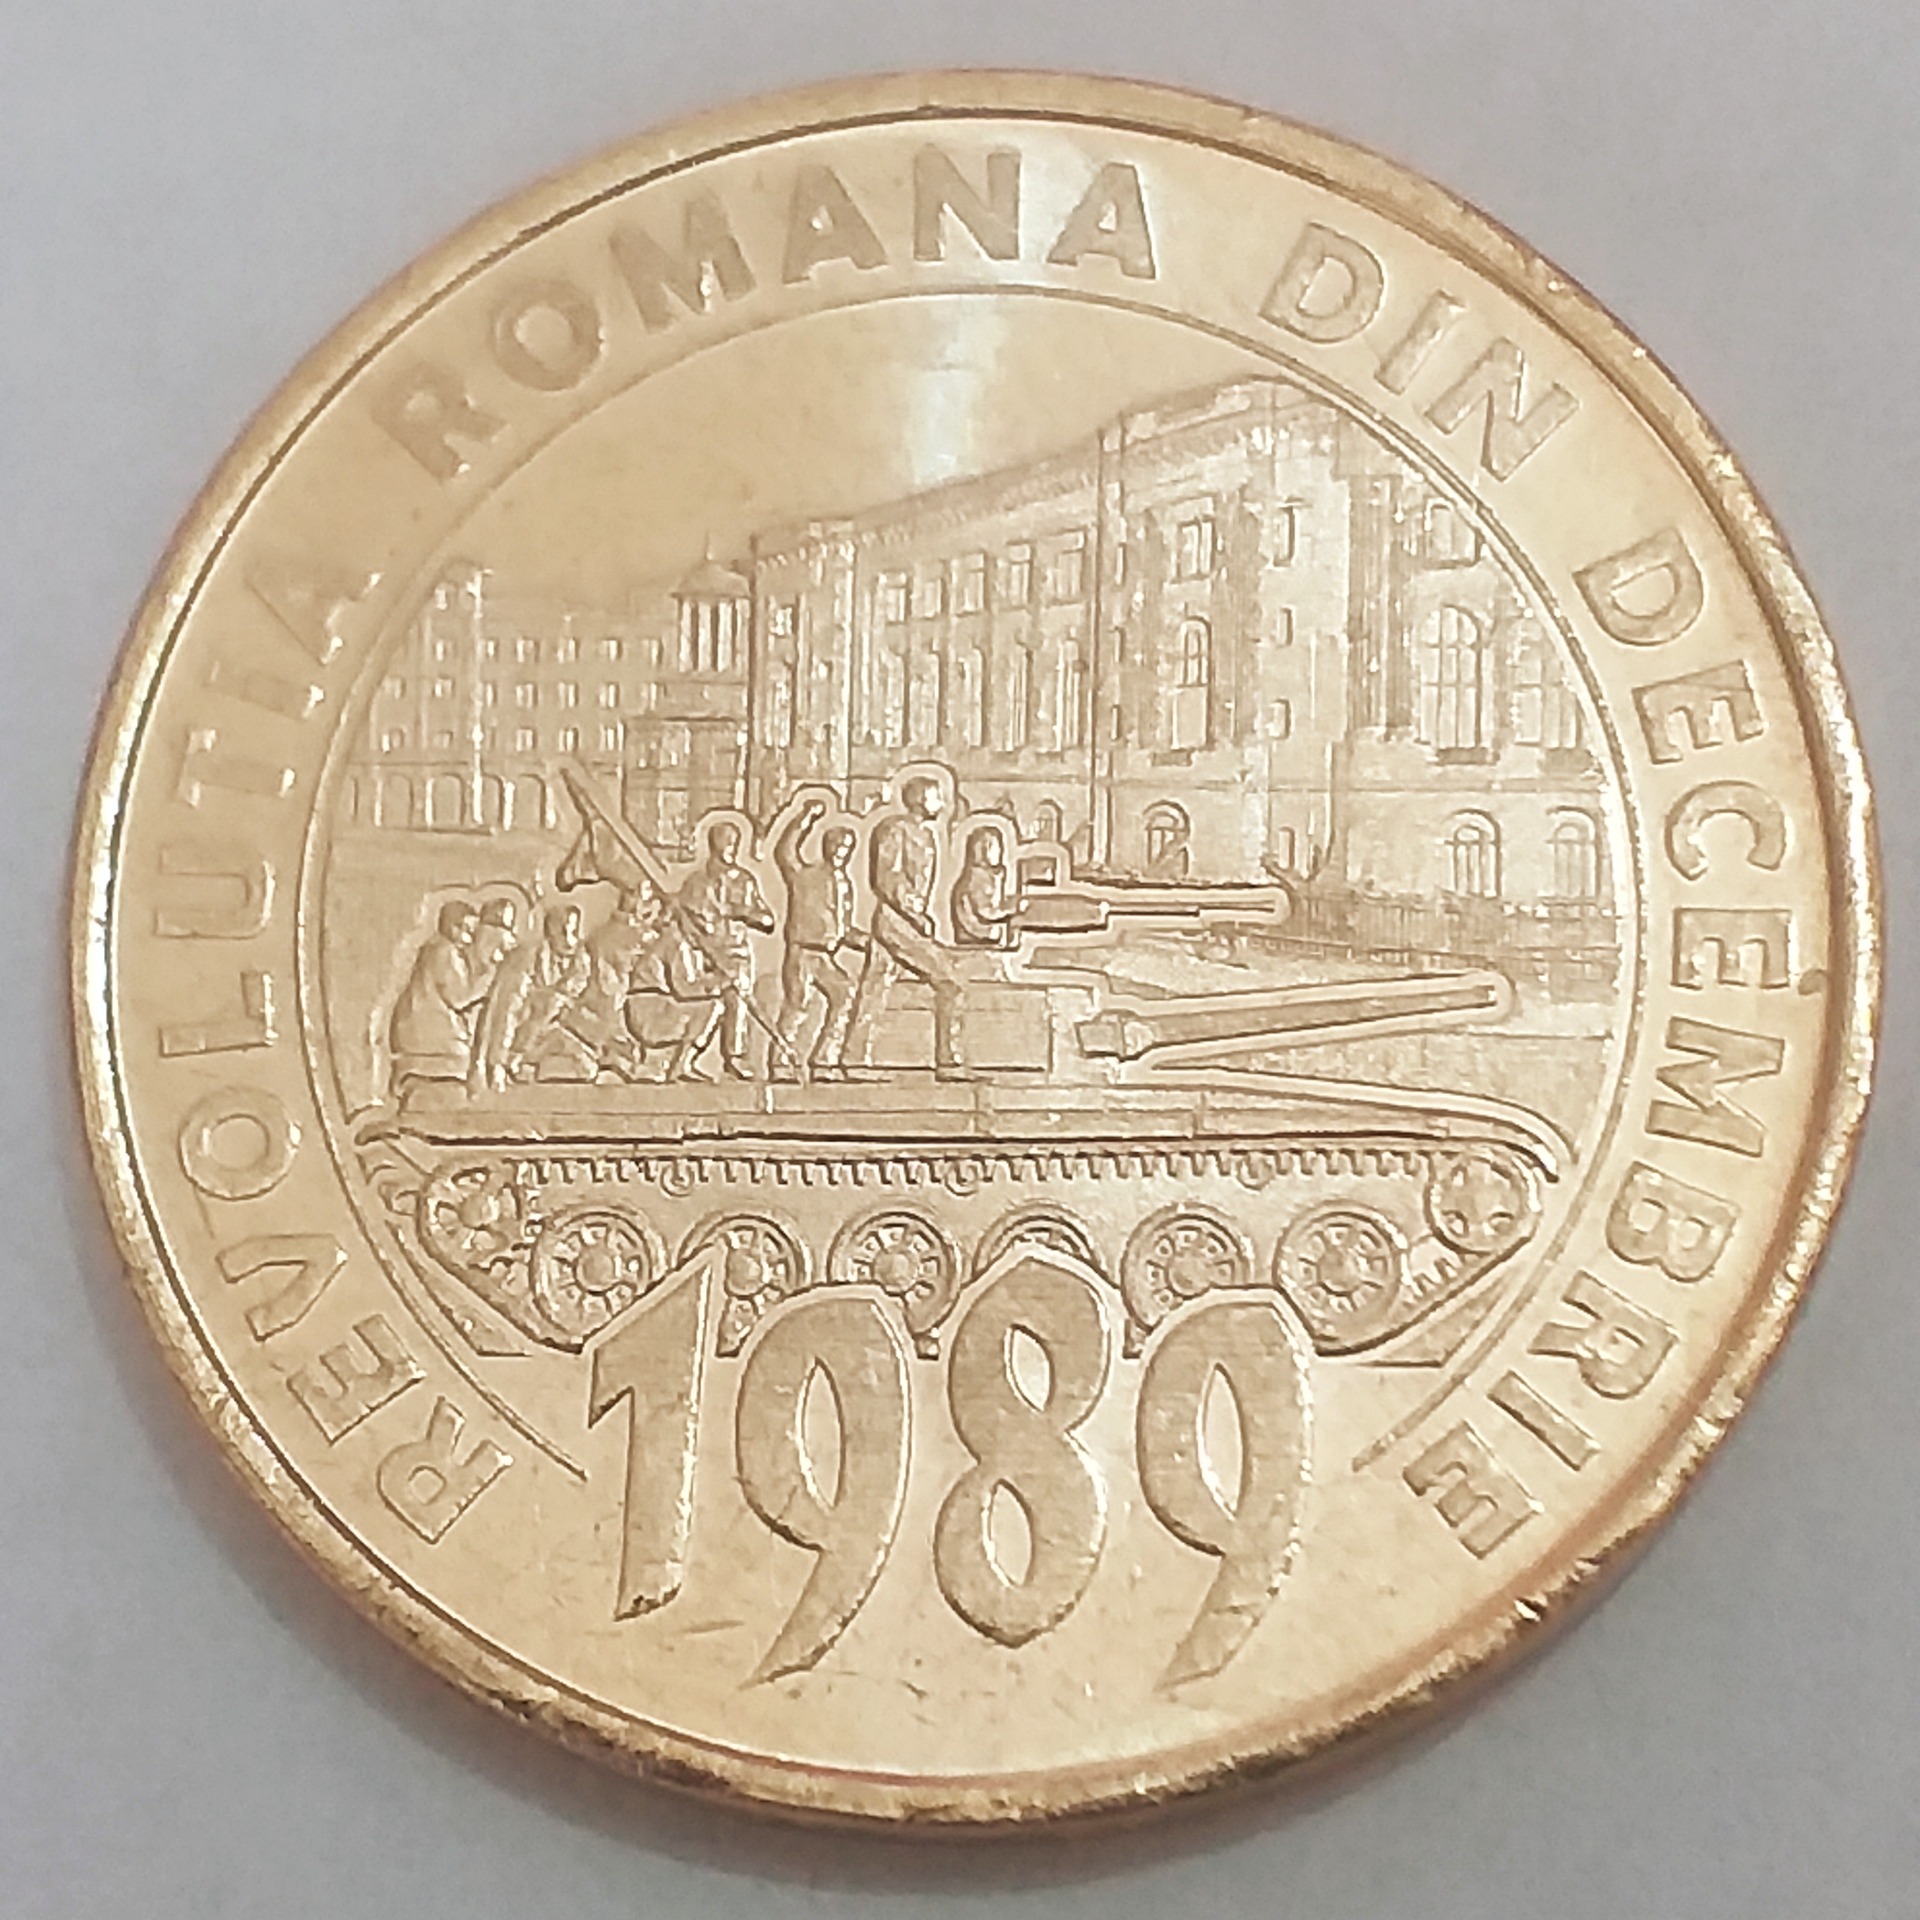 REVOLUTIA ROMANA DIN DECEMBRIE
1989